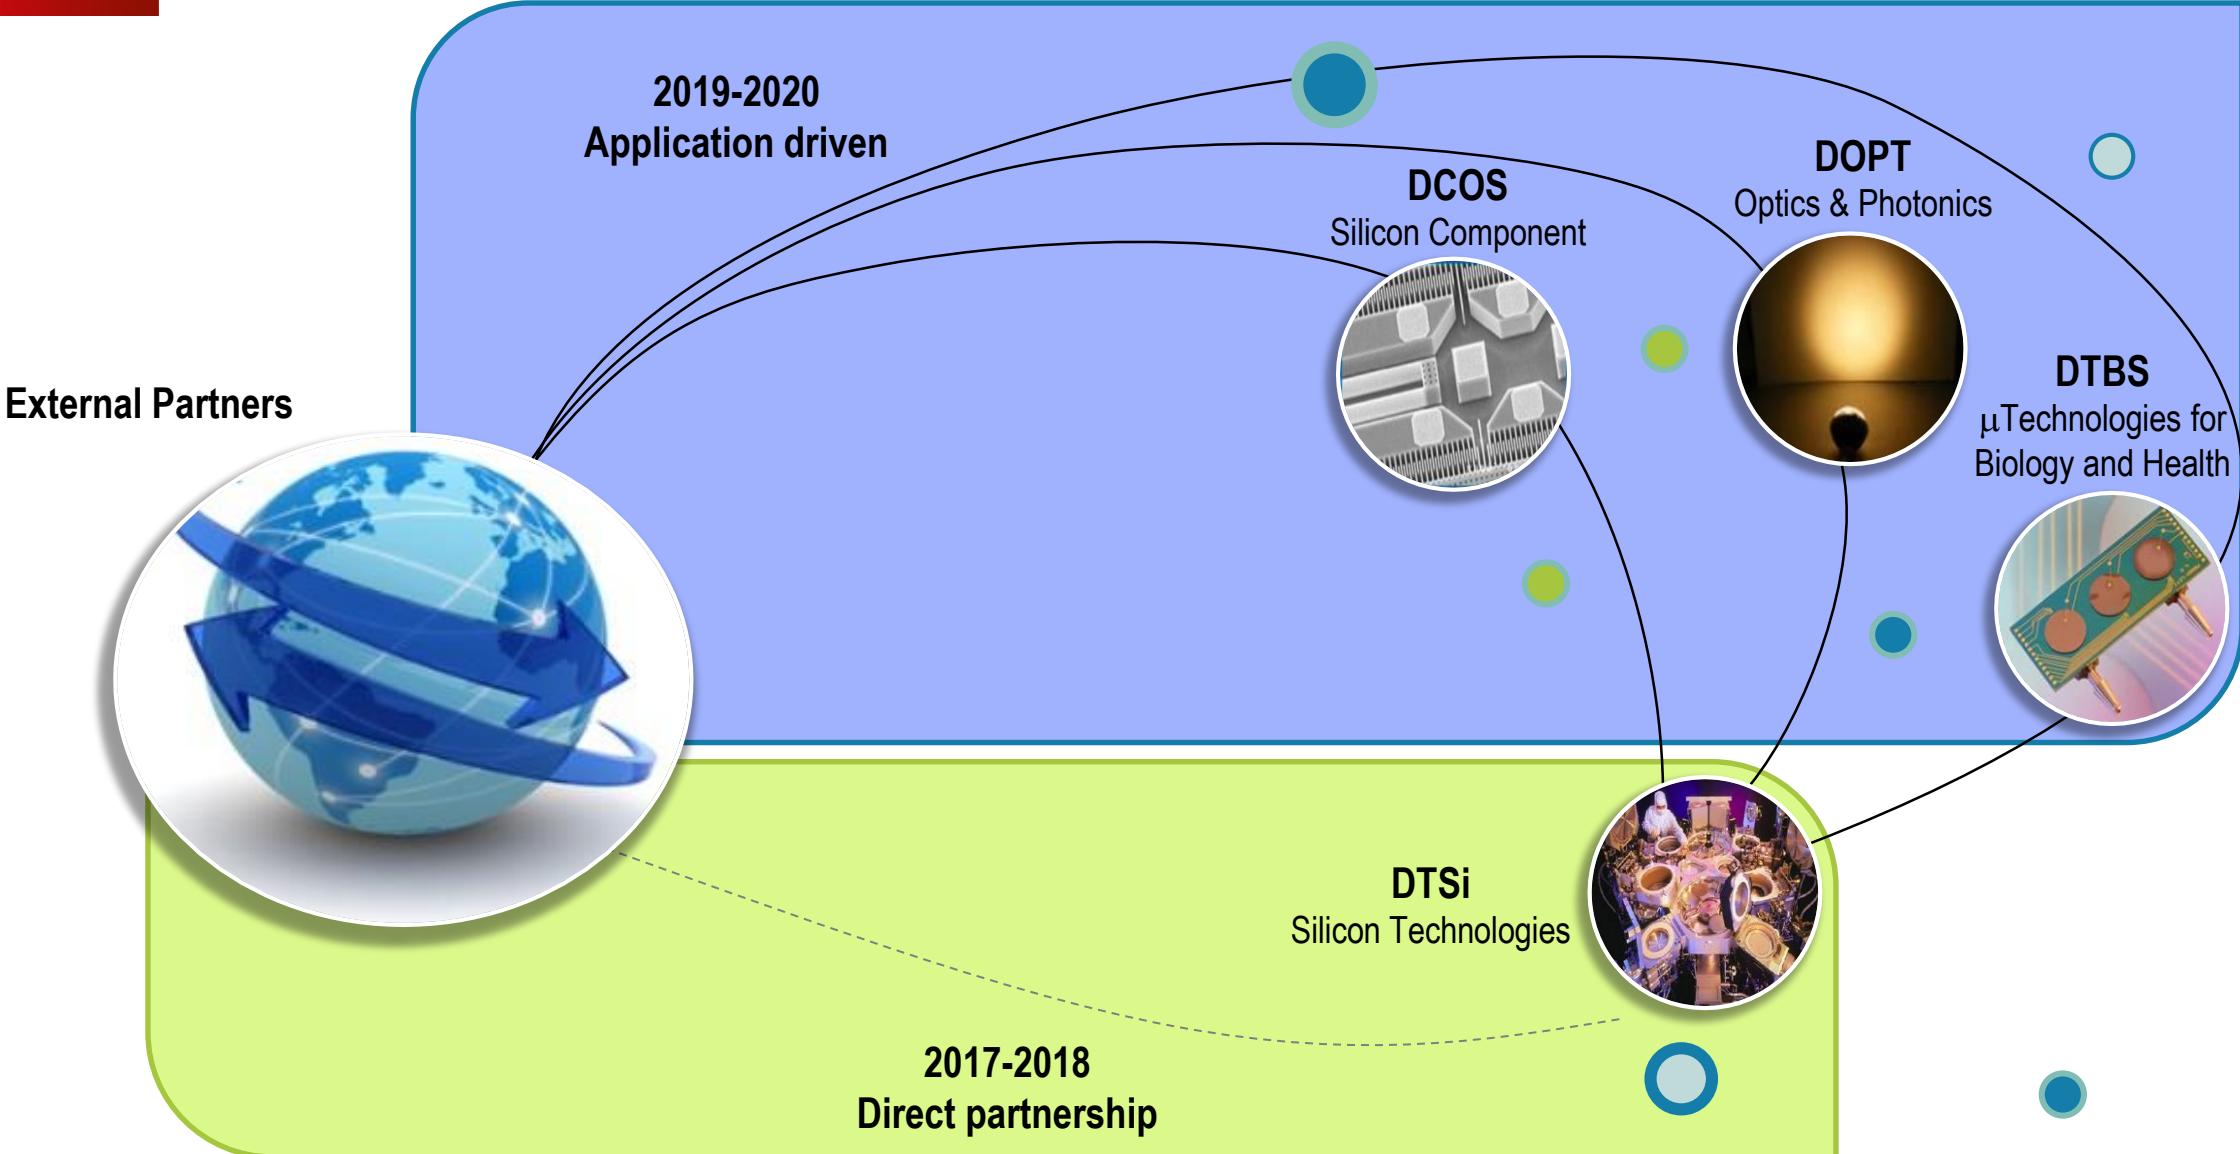 2019-2020
Application driven
DCOS
Silicon Component
DOPT
Optics & Photonics
External Partners
DTBS
μTechnologies for
Biology and Health
DTSi
Silicon Technologies
2017-2018
Direct partnership